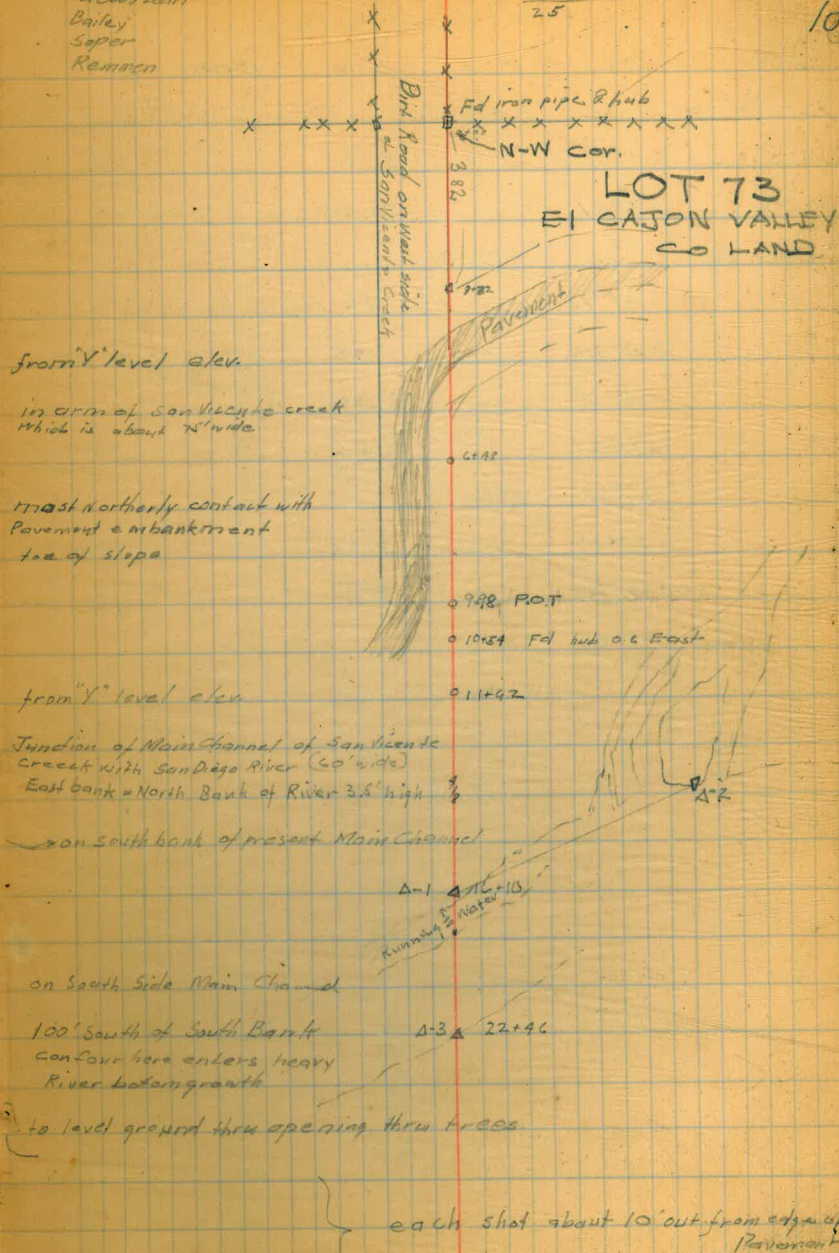 25
10
Bailey
Soper
Remmen
Fd iron pipe & hub
N-W Cor.
Dirt Road on West side
of San Vicente Creek
3.82
LOT 73
El CAJON VALLEY
CO LAND
Pavement
from "Y" level elev.
in arm of San Vicente creek
Which is about 75' wide
6+48
most Northerly contact with
Pavement embankment
toe of slope
9+98 P.O.T
10+54 Fd hub o.c East
from "Y" level elev.
11+92
Junction of Main Channel of San Vicente
Creeck with San Diego River (60' wide)
East bank = North Bank of River 3.5' high
Δ-2
on south bank of present Main Channel
Δ-1
Running Water
on South Side Main Channel
100' South of South Bank
Δ-3 22+46
contour here enters heavy
River botom growth
to level ground thru opening thru trees
each shot about 10' out from edge of
Pavement